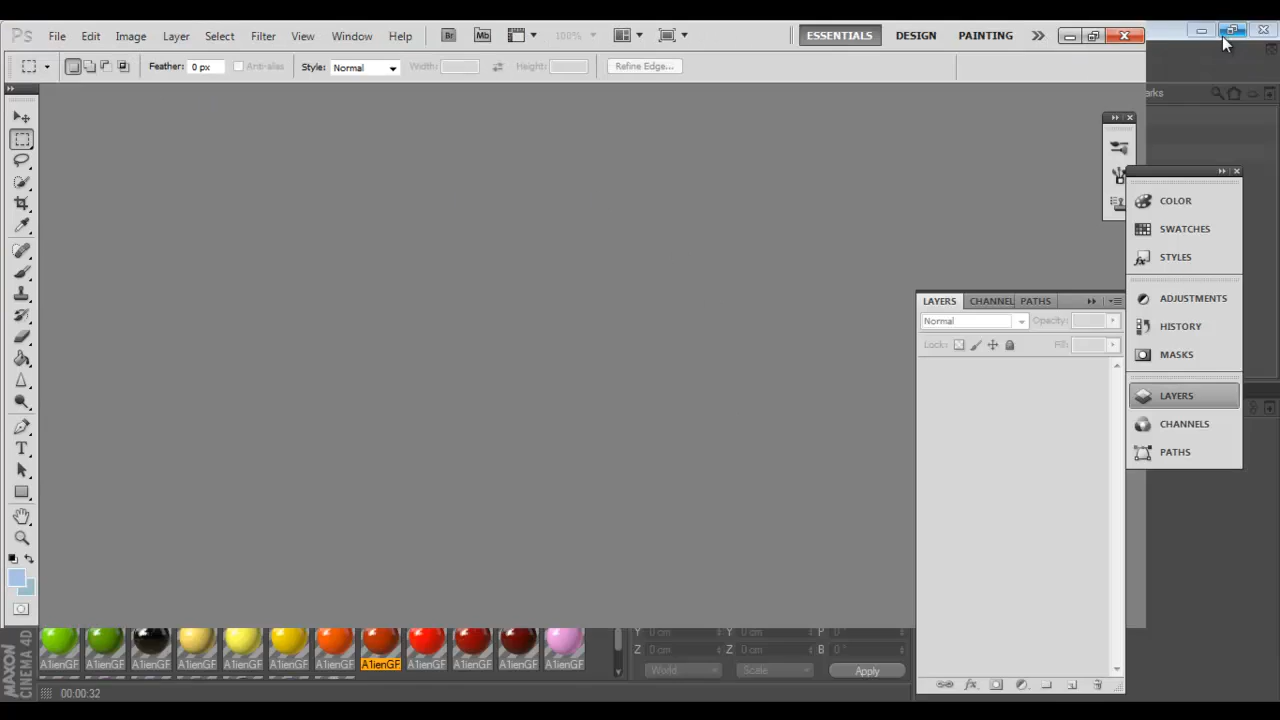 Ps File Edit Image Layer Select Filter View Window Help Br Mb 100% ESSENTIALS DESIGN PAINTING
Feather: 0 px Anti-alias Style: Normal Width: Height: Refine Edge...
arks
COLOR
SWATCHES
STYLES
ADJUSTMENTS
HISTORY
MASKS
LAYERS
CHANNELS
PATHS
LAYERS CHANNEL PATHS
Normal Opacity:
Lock: Fill:
T
fx
Y 0 cm Y 0 cm P 0°
Z 0 cm Z 0 cm B 0°
World Scale Apply
A1ienGF A1ienGF A1ienGF A1ienGF A1ienGF A1ienGF A1ienGF A1ienGF A1ienGF A1ienGF A1ienGF A1ienGF
MAXON
CINEMA 4D
00:00:32